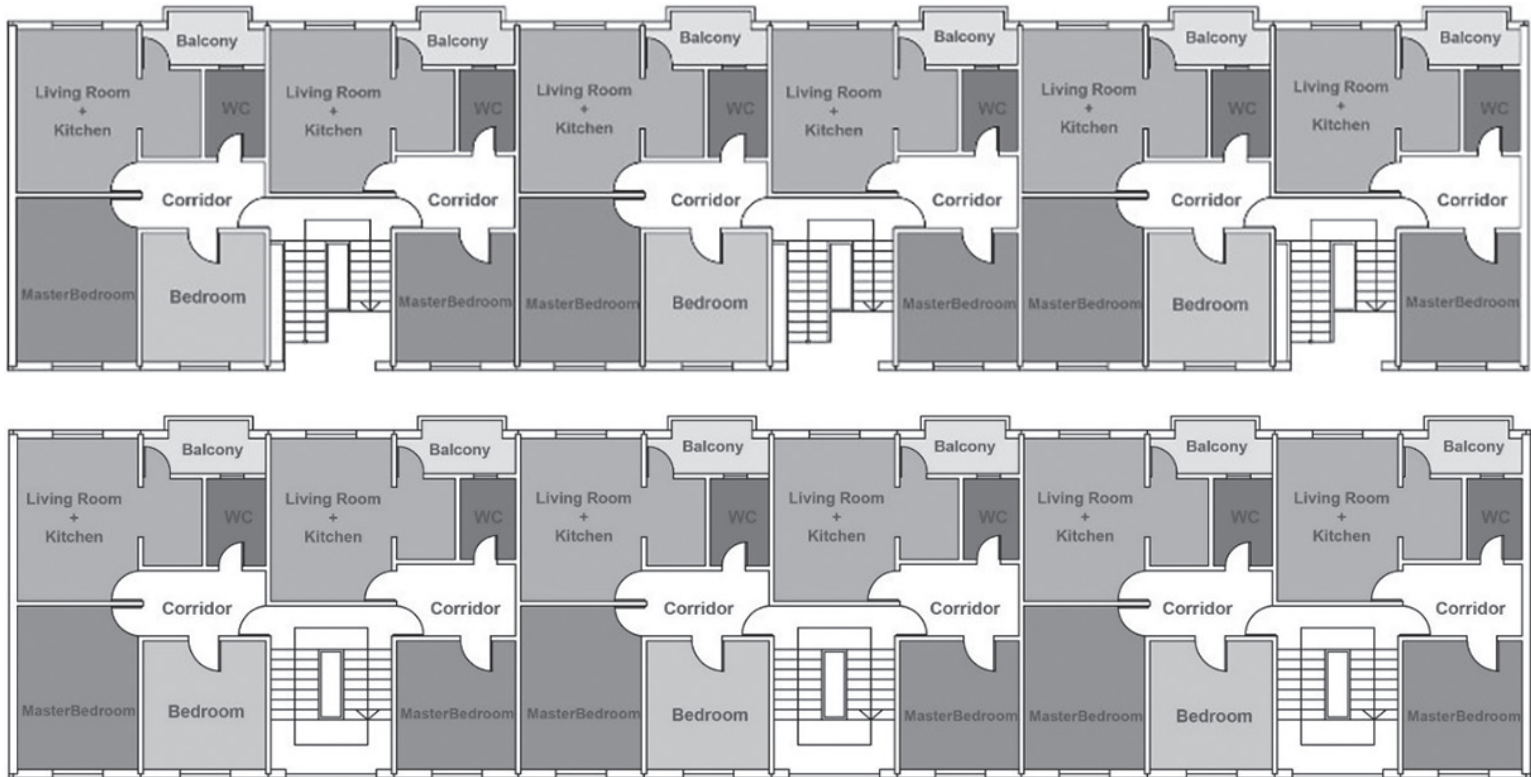 Balcony Balcony Balcony Balcony Balcony Balcony
Living Room Living Room Living Room Living Room Living Room Living Room
+ + + + + +
Kitchen Kitchen Kitchen Kitchen Kitchen Kitchen
WC WC WC WC WC WC
Corridor Corridor Corridor Corridor Corridor Corridor
MasterBedroom Bedroom MasterBedroom MasterBedroom Bedroom MasterBedroom MasterBedroom Bedroom MasterBedroom
Balcony Balcony Balcony Balcony Balcony Balcony
Living Room Living Room Living Room Living Room Living Room Living Room
+ + + + + +
Kitchen Kitchen Kitchen Kitchen Kitchen Kitchen
WC WC WC WC WC WC
Corridor Corridor Corridor Corridor Corridor Corridor
MasterBedroom Bedroom MasterBedroom MasterBedroom Bedroom MasterBedroom MasterBedroom Bedroom MasterBedroom